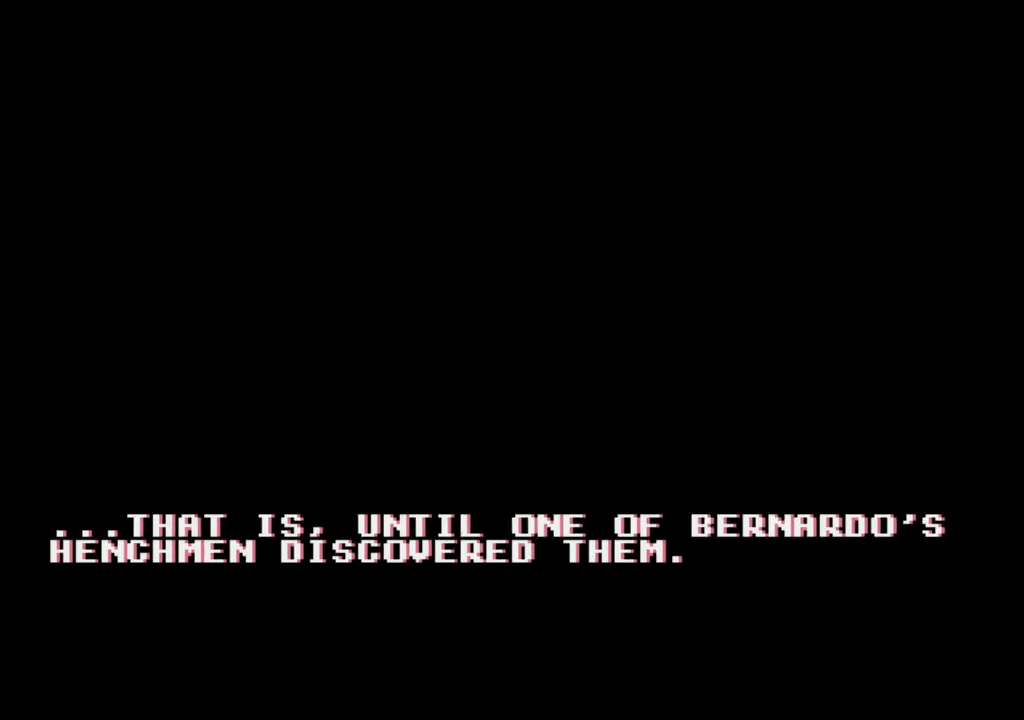 ...THAT IS, UNTIL ONE OF BERNARDO'S
HENCHMEN DISCOVERED THEM.